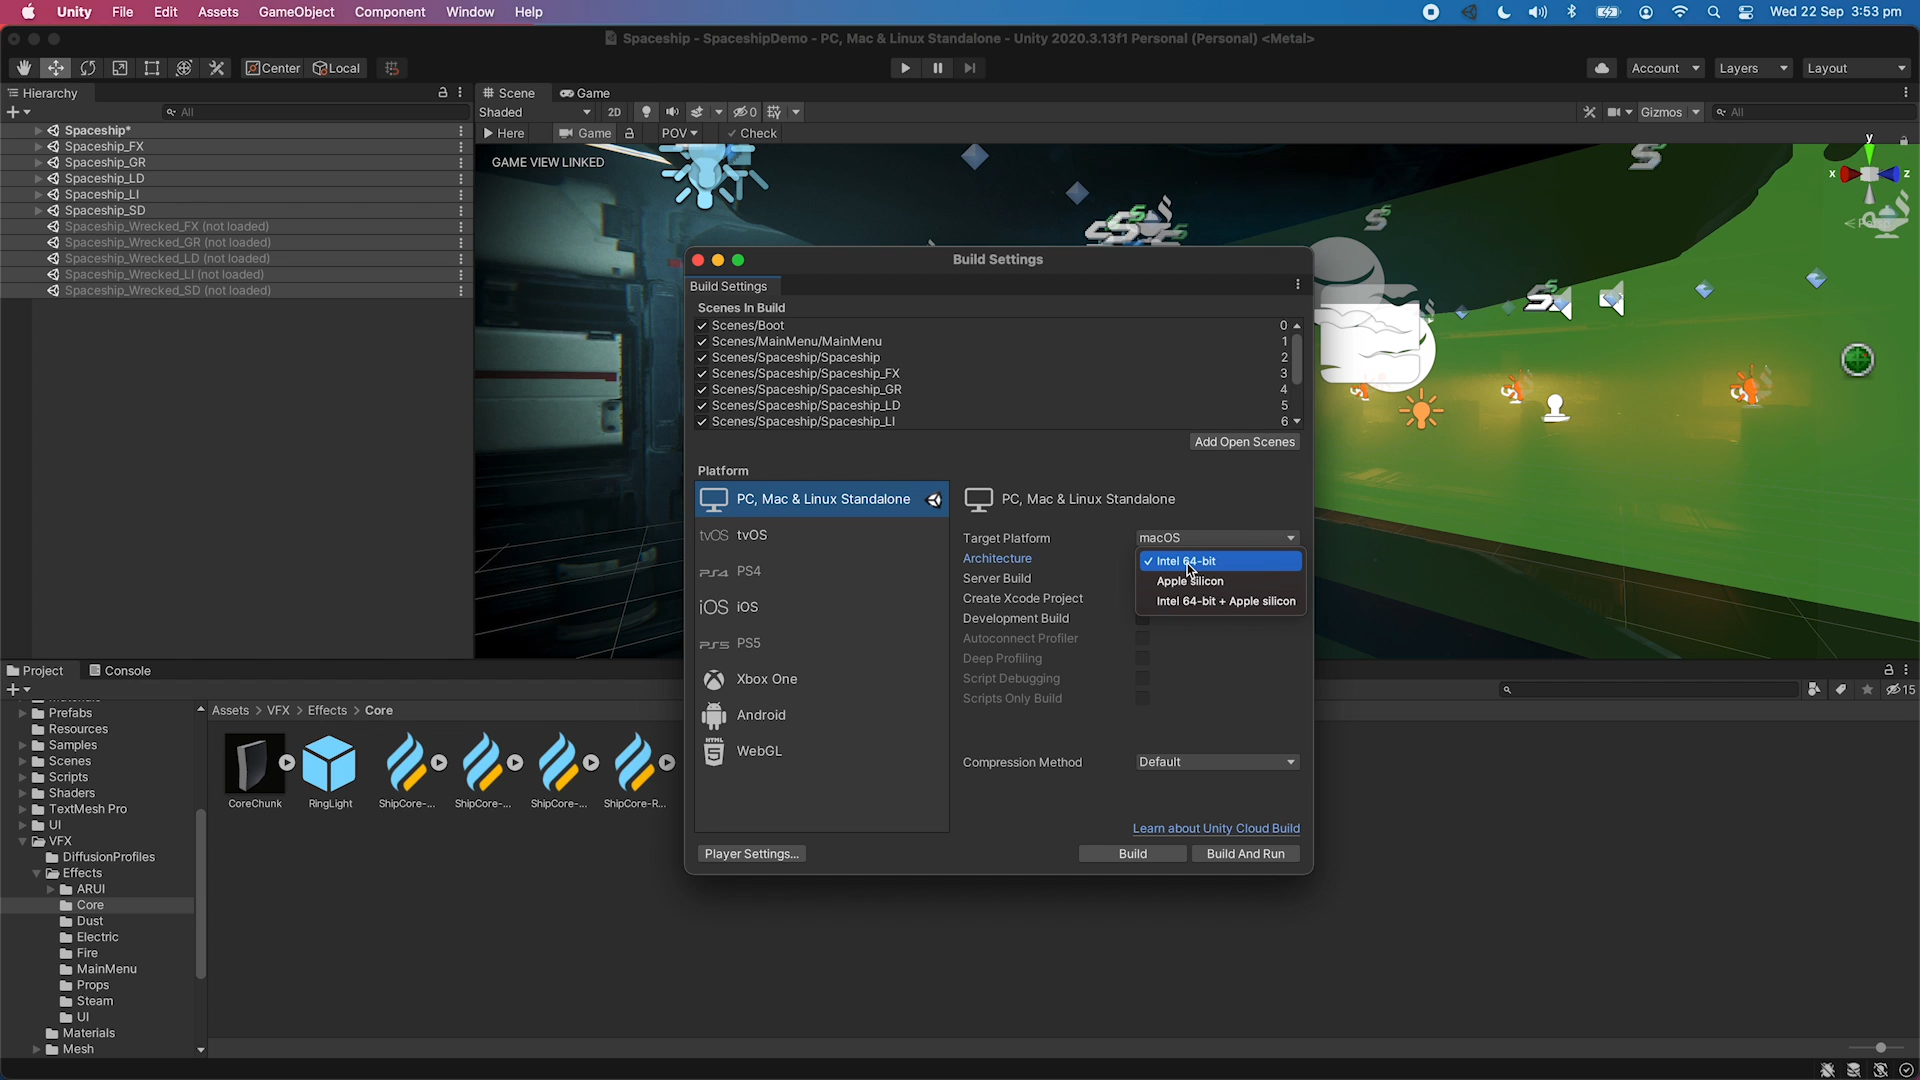 Unity File Edit Assets GameObject Component Window Help
Wed 22 Sep 3:53 pm
Spaceship - SpaceshipDemo - PC, Mac & Linux Standalone - Unity 2020.3.13f1 Personal (Personal) <Metal>
Center Local
Account Layers Layout
Hierarchy
All
Spaceship*
Spaceship_FX
Spaceship_GR
Spaceship_LD
Spaceship_LI
Spaceship_SD
Spaceship_Wrecked_FX (not loaded)
Spaceship_Wrecked_GR (not loaded)
Spaceship_Wrecked_LD (not loaded)
Spaceship_Wrecked_LI (not loaded)
Spaceship_Wrecked_SD (not loaded)
Scene Game
Shaded 2D 0 Gizmos All
Here Game POV Check
GAME VIEW LINKED
y
x z
Build Settings
Build Settings
Scenes In Build
Scenes/Boot 0
Scenes/MainMenu/MainMenu 1
Scenes/Spaceship/Spaceship 2
Scenes/Spaceship/Spaceship_FX 3
Scenes/Spaceship/Spaceship_GR 4
Scenes/Spaceship/Spaceship_LD 5
Scenes/Spaceship/Spaceship_LI 6
Add Open Scenes
Platform
PC, Mac & Linux Standalone
tvOS tvOS
PS4 PS4
iOS iOS
PS5 PS5
Xbox One
Android
HTML 5 WebGL
PC, Mac & Linux Standalone
Target Platform macOS
Architecture
Intel 64-bit
Apple silicon
Intel 64-bit + Apple silicon
Server Build
Create Xcode Project
Development Build
Autoconnect Profiler
Deep Profiling
Script Debugging
Scripts Only Build
Compression Method Default
Learn about Unity Cloud Build
Player Settings... Build Build And Run
Project Console
15
Prefabs
Resources
Samples
Scenes
Scripts
Shaders
TextMesh Pro
UI
VFX
DiffusionProfiles
Effects
ARUI
Core
Dust
Electric
Fire
MainMenu
Props
Steam
UI
Materials
Mesh
Assets > VFX > Effects > Core
CoreChunk RingLight ShipCore-... ShipCore-... ShipCore-... ShipCore-R...